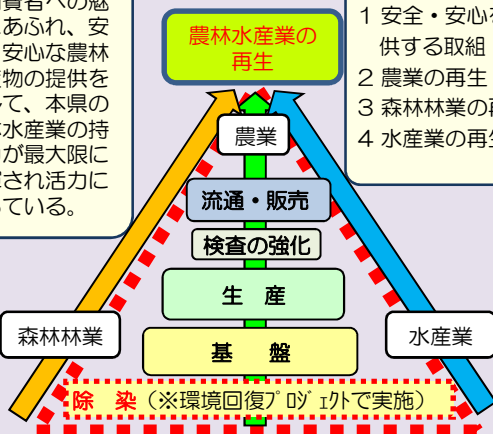 費者への魅
あふれ、安
安心な農林
物の提供を
て、本県の
水産業の持
が最大限に
され活力に
ている。
農林水産業の
再生
1 安全・安心を
供する取組
2 農業の再生
3 森林林業の再
4 水産業の再生
農業
流通・販売
検査の強化
生 産
基 盤
森林林業
水産業
除 染（※環境回復ﾌﾟﾛｼﾞｪｸﾄで実施）